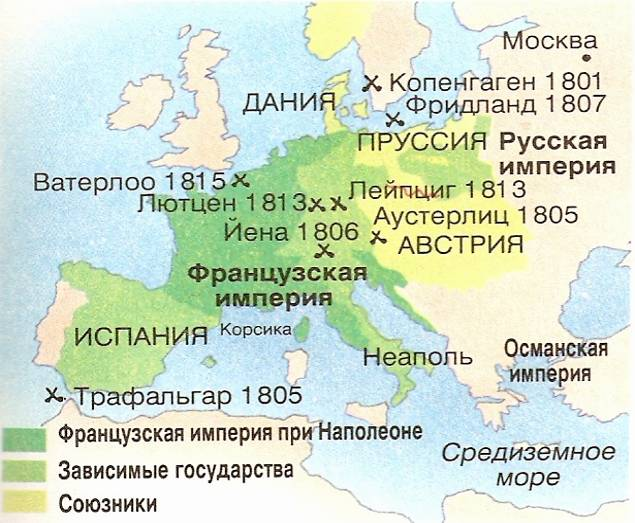 Москва
Копенгаген 1801
ДАНИЯ
Фридланд 1807
ПРУССИЯ
Русская
империя
Ватерлоо 1815
Лейпциг 1813
Лютцен 1813
Аустерлиц 1805
Йена 1806
АВСТРИЯ
Французская
империя
ИСПАНИЯ
Корсика
Неаполь
Османская
империя
Трафальгар 1805
Французская империя при Наполеоне
Зависимые государства
Союзники
Средиземное
море